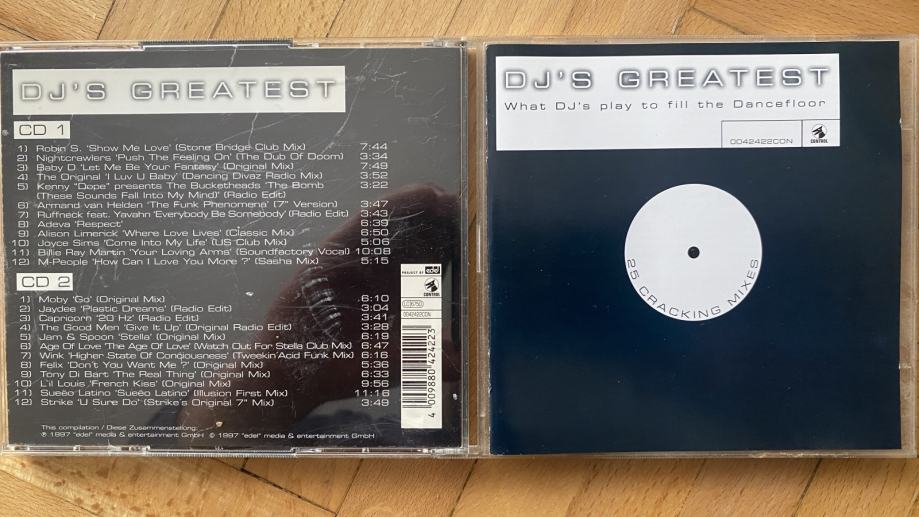 DJ'S GREATEST
CD 1
1) Robin S. 'Show Me Love' (Stone Bridge Club Mix) 7:44
2) Nightcrawlers 'Push The Feeling On' (The Dub Of Doom) 3:34
3) Baby D 'Let Me Be Your Fantasy' (Original Mix) 7:49
4) The Original 'I Luv U Baby' (Dancing Divaz Radio Mix) 3:52
5) Kenny "Dope" presents The Bucketheads 'The Bomb 3:22
(These Sounds Fall Into My Mind)' (Radio Edit)
6) Armand van Helden 'The Funk Phenomena' (7" Version) 3:47
7) Ruffneck feat. Yavahn 'Everybody Be Somebody' (Radio Edit) 3:43
8) Adeva 'Respect' 6:39
9) Alison Limerick 'Where Love Lives' (Classic Mix) 6:50
10) Joyce Sims 'Come Into My Life' (US Club Mix) 5:06
11) Billie Ray Martin 'Your Loving Arms' (Soundfactory Vocal) 10:08
12) M-People 'How Can I Love You More ?' (Sasha Mix) 5:15
CD 2
1) Moby 'Go' (Original Mix) 6:10
2) Jaydee 'Plastic Dreams' (Radio Edit) 3:04
3) Capricorn '20 Hz' (Radio Edit) 3:41
4) The Good Men 'Give It Up' (Original Radio Edit) 3:28
5) Jam & Spoon 'Stella' (Original Mix) 6:19
6) Age Of Love 'The Age Of Love' (Watch Out For Stella Club Mix) 6:47
7) Wink 'Higher State Of Conciousness' (Tweekin'Acid Funk Mix) 6:16
8) Felix 'Don't You Want Me ?' (Original Mix) 5:36
9) Tony Di Bart 'The Real Thing' (Original Mix) 6:33
10) L'il Louis 'French Kiss' (Original Mix) 9:56
11) Sueëo Latino 'Sueëo Latino' (Illusion First Mix) 11:16
12) Strike 'U Sure Do' (Strike's Original 7" Mix) 3:49
This compilation / Diese Zusammenstellung:
℗ 1997 "edel" media & entertainment GmbH © 1997 "edel" media & entertainment GmbH
PROJECT BY edel
CONTROL
0042422CON
4 009880 424223
DJ'S GREATEST
What DJ's play to fill the Dancefloor
0042422CON
CONTROL
25 CRACKING MIXES